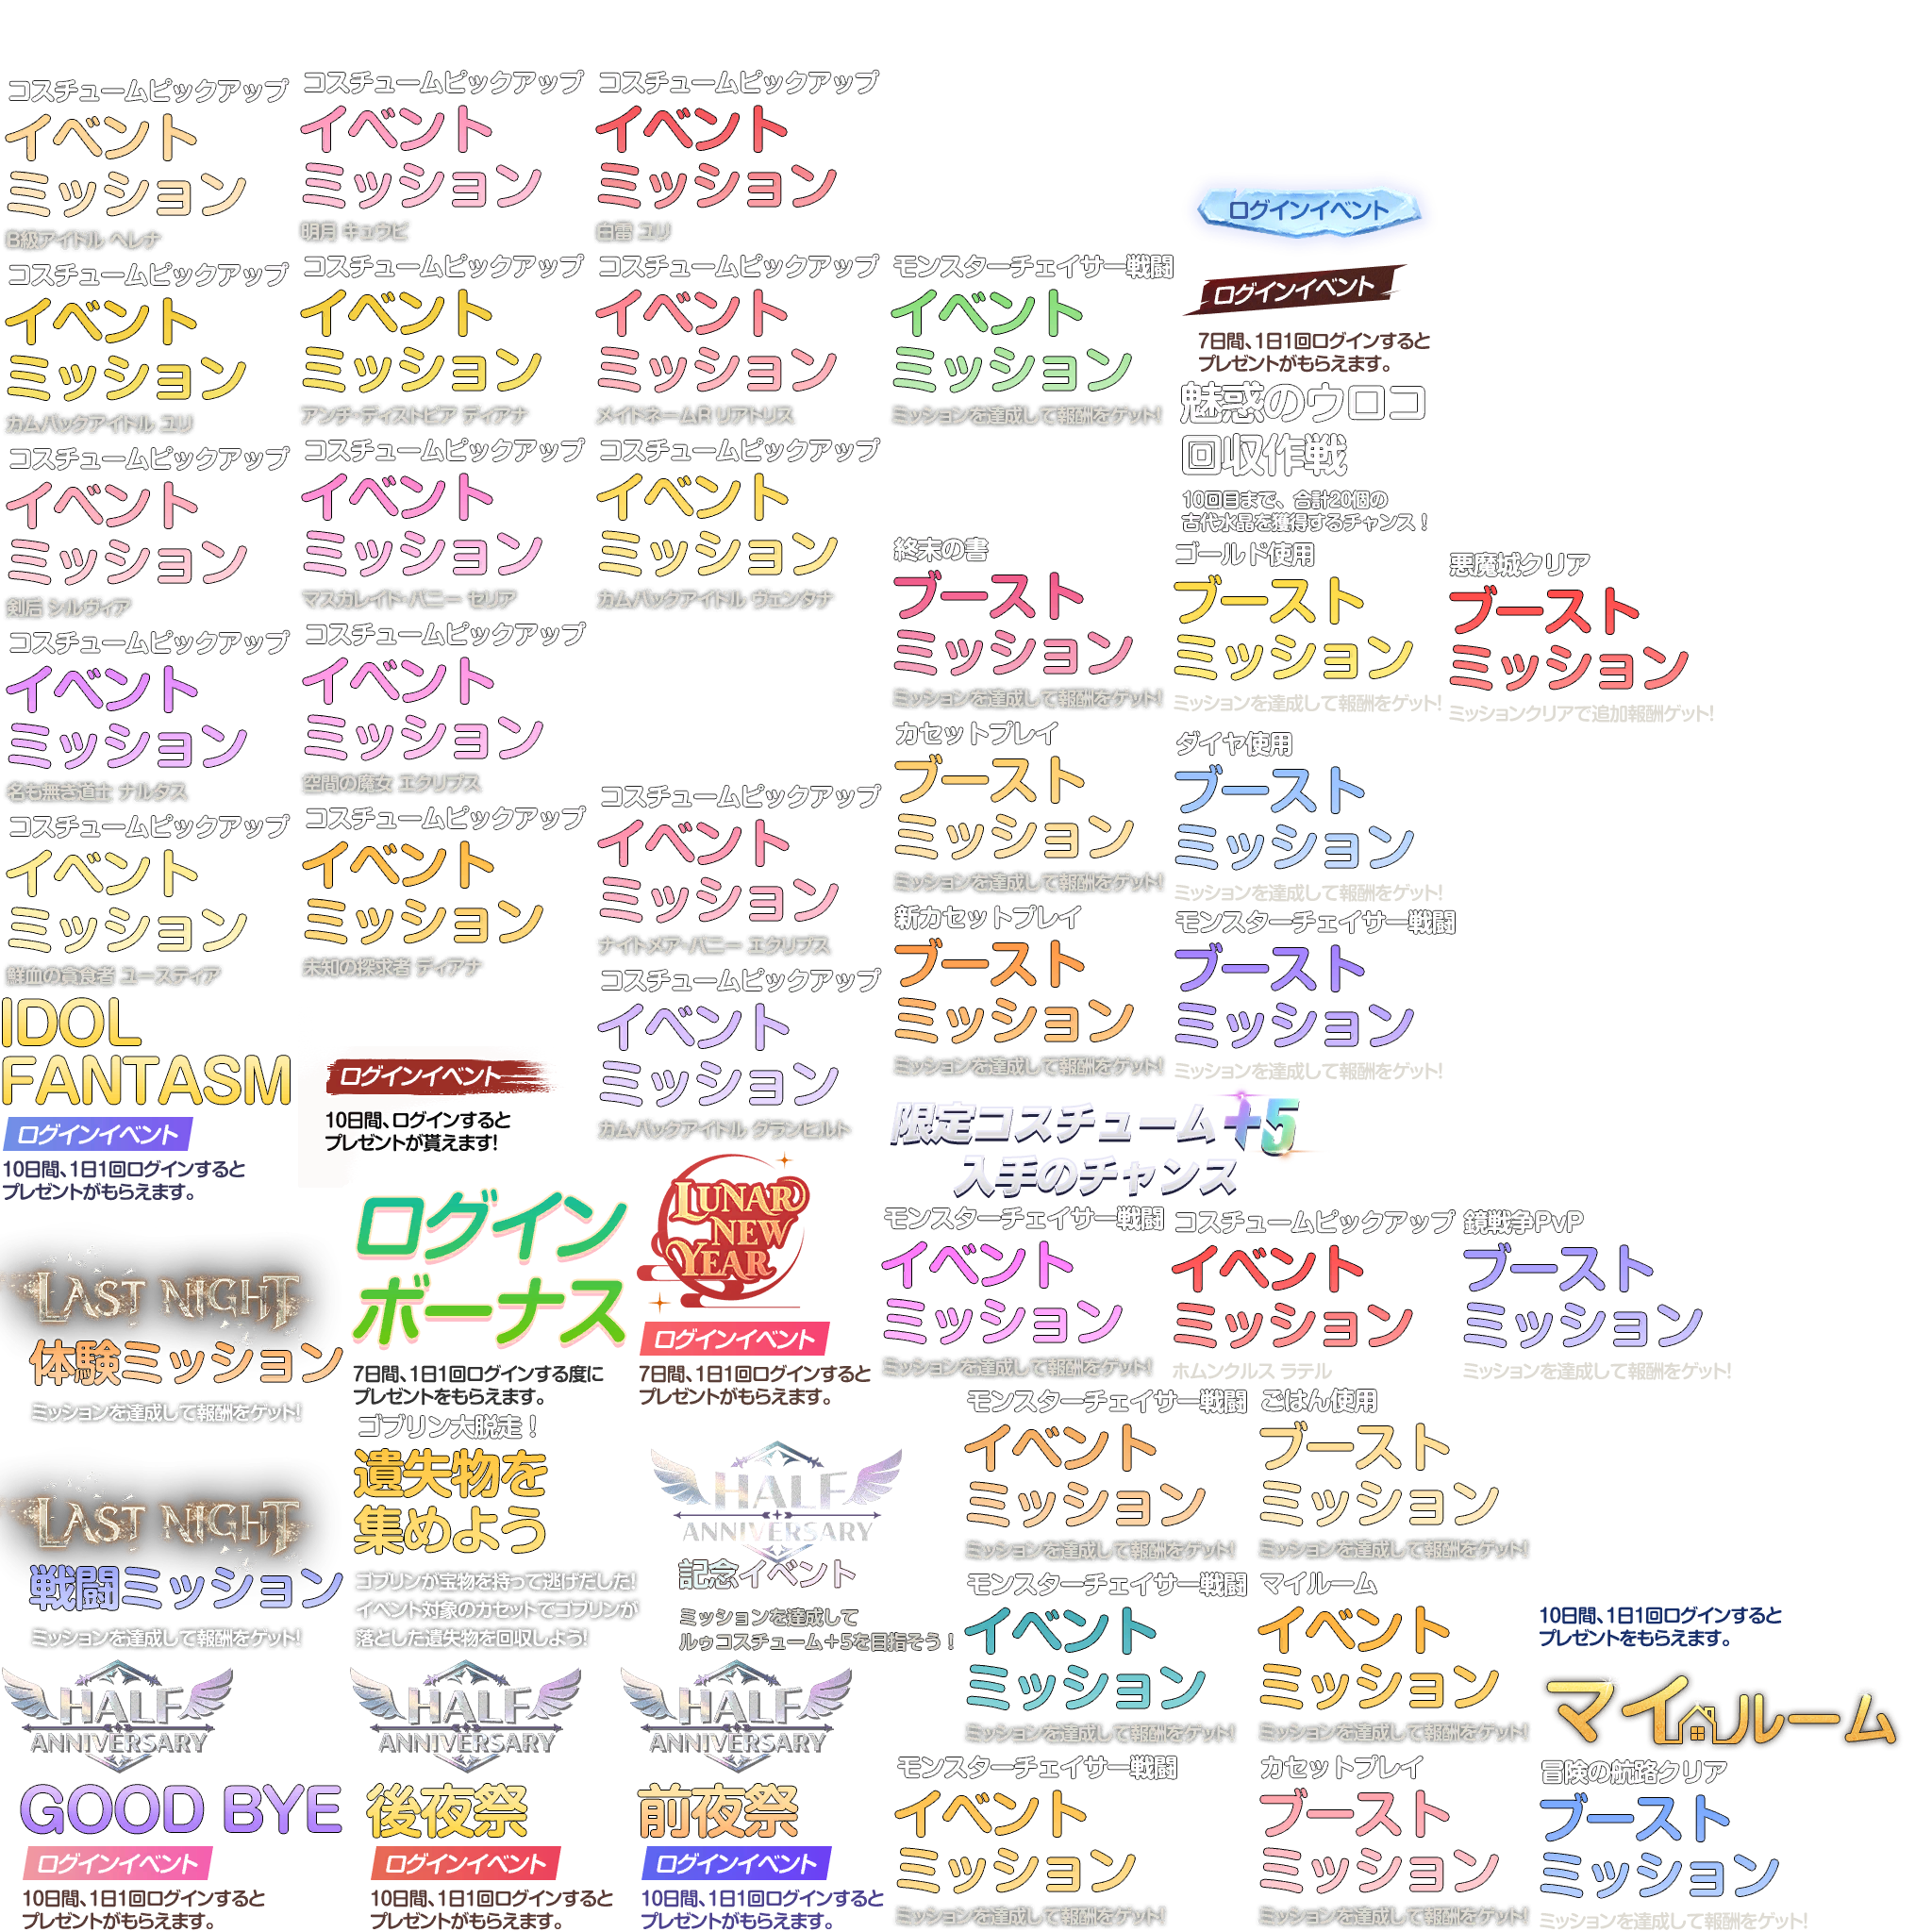 コスチュームピックアップ
イベント
ミッション
B級アイドル ヘレナ
コスチュームピックアップ
イベント
ミッション
明月 キュウビ
コスチュームピックアップ
イベント
ミッション
白雷 ユリ
ログインイベント
コスチュームピックアップ
イベント
ミッション
カムバックアイドル ユリ
コスチュームピックアップ
イベント
ミッション
アンチ・ディストピア ディアナ
コスチュームピックアップ
イベント
ミッション
メイトネームR リアトリス
モンスターチェイサー戦闘
イベント
ミッション
ミッションを達成して報酬をゲット!
ログインイベント
7日間、1日1回ログインすると
プレゼントがもらえます。
魅惑のウロコ
回収作戦
10回目まで、合計20個の
古代水晶を獲得するチャンス！
コスチュームピックアップ
イベント
ミッション
剣后 シルヴィア
コスチュームピックアップ
イベント
ミッション
マスカレイド・バニー セリア
コスチュームピックアップ
イベント
ミッション
カムバックアイドル ヴェンタナ
終末の書
ブースト
ミッション
ミッションを達成して報酬をゲット!
ゴールド使用
ブースト
ミッション
ミッションを達成して報酬をゲット!
悪魔城クリア
ブースト
ミッション
ミッションクリアで追加報酬ゲット!
コスチュームピックアップ
イベント
ミッション
名も無き道士 ナルタス
コスチュームピックアップ
イベント
ミッション
空間の魔女 エクリプス
カセットプレイ
ブースト
ミッション
ミッションを達成して報酬をゲット!
ダイヤ使用
ブースト
ミッション
ミッションを達成して報酬をゲット!
コスチュームピックアップ
イベント
ミッション
鮮血の貪食者 ユースティア
コスチュームピックアップ
イベント
ミッション
未知の探求者 ディアナ
コスチュームピックアップ
イベント
ミッション
ナイトメア・バニー エクリプス
新カセットプレイ
ブースト
ミッション
ミッションを達成して報酬をゲット!
モンスターチェイサー戦闘
ブースト
ミッション
ミッションを達成して報酬をゲット!
IDOL
FANTASM
ログインイベント
10日間、1日1回ログインすると
プレゼントがもらえます。
ログインイベント
10日間、ログインすると
プレゼントが貰えます!
コスチュームピックアップ
イベント
ミッション
カムバックアイドル グランヒルト
限定コスチューム+5
入手のチャンス
LAST NIGHT
体験ミッション
ミッションを達成して報酬をゲット!
ログイン
ボーナス
7日間、1日1回ログインする度に
プレゼントをもらえます。
LUNAR
NEW
YEAR
ログインイベント
7日間、1日1回ログインすると
プレゼントがもらえます。
モンスターチェイサー戦闘
イベント
ミッション
ミッションを達成して報酬をゲット!
コスチュームピックアップ
イベント
ミッション
ホムンクルス ラテル
鏡戦争PvP
ブースト
ミッション
ミッションを達成して報酬をゲット!
LAST NIGHT
戦闘ミッション
ミッションを達成して報酬をゲット!
ゴブリン大脱走！
遺失物を
集めよう
ゴブリンが宝物を持って逃げだした!
イベント対象のカセットでゴブリンが
落とした遺失物を回収しよう!
HALF
ANNIVERSARY
記念イベント
ミッションを達成して
ルゥコスチューム+5を目指そう！
モンスターチェイサー戦闘
イベント
ミッション
ミッションを達成して報酬をゲット!
ごはん使用
ブースト
ミッション
ミッションを達成して報酬をゲット!
モンスターチェイサー戦闘
イベント
ミッション
ミッションを達成して報酬をゲット!
マイルーム
イベント
ミッション
ミッションを達成して報酬をゲット!
10日間、1日1回ログインすると
プレゼントをもらえます。
マイルーム
HALF
ANNIVERSARY
GOOD BYE
ログインイベント
10日間、1日1回ログインすると
プレゼントがもらえます。
HALF
ANNIVERSARY
後夜祭
ログインイベント
10日間、1日1回ログインすると
プレゼントがもらえます。
HALF
ANNIVERSARY
前夜祭
ログインイベント
10日間、1日1回ログインすると
プレゼントがもらえます。
モンスターチェイサー戦闘
イベント
ミッション
ミッションを達成して報酬をゲット!
カセットプレイ
ブースト
ミッション
ミッションを達成して報酬をゲット!
冒険の航路クリア
ブースト
ミッション
ミッションを達成して報酬をゲット!